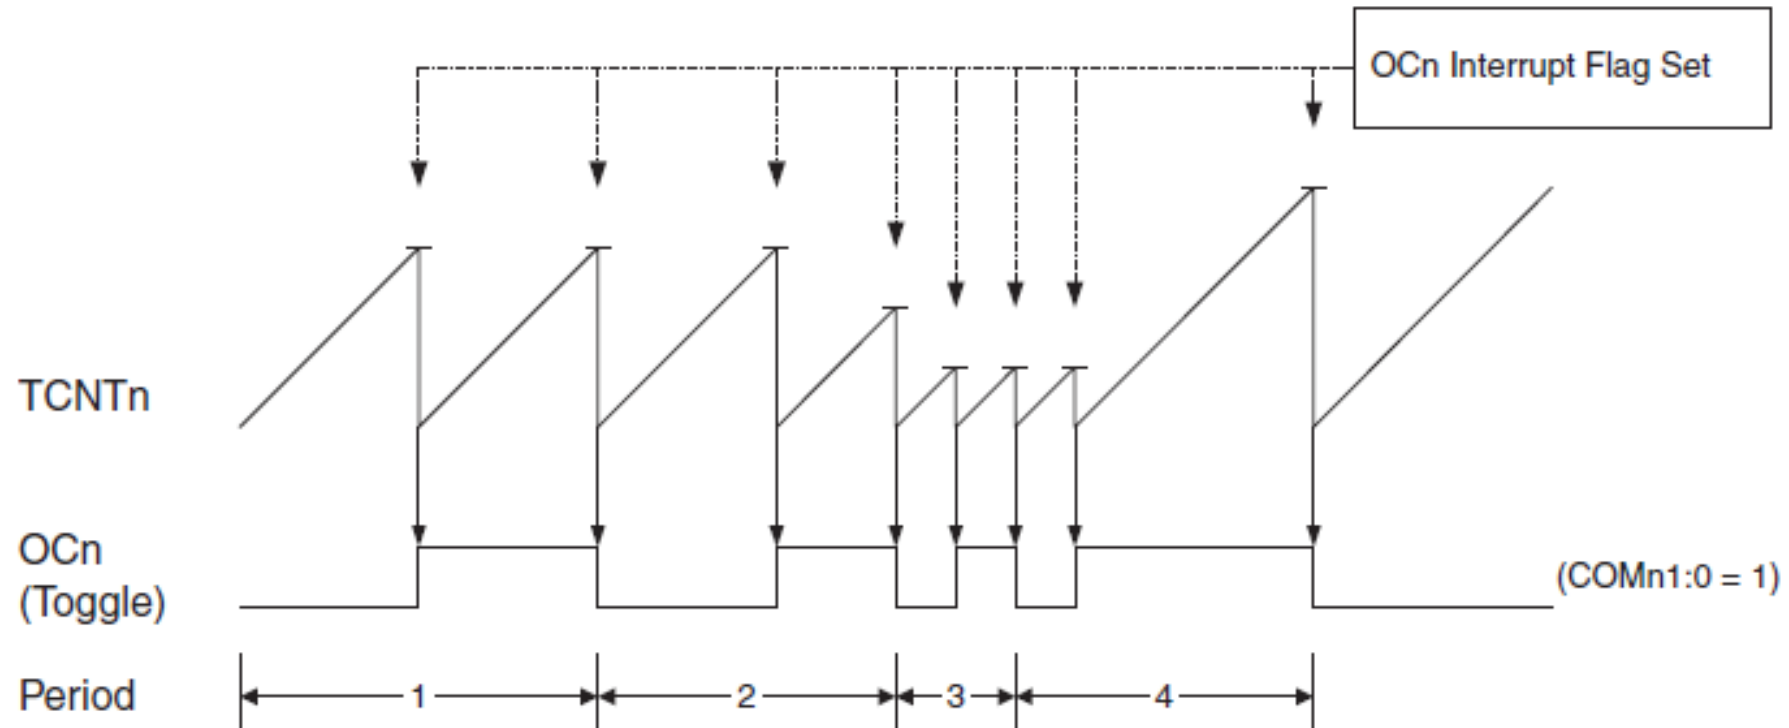 OCn Interrupt Flag Set
TCNTn
OCn
(Toggle)
(COMn1:0 = 1)
Period
1
2
3
4